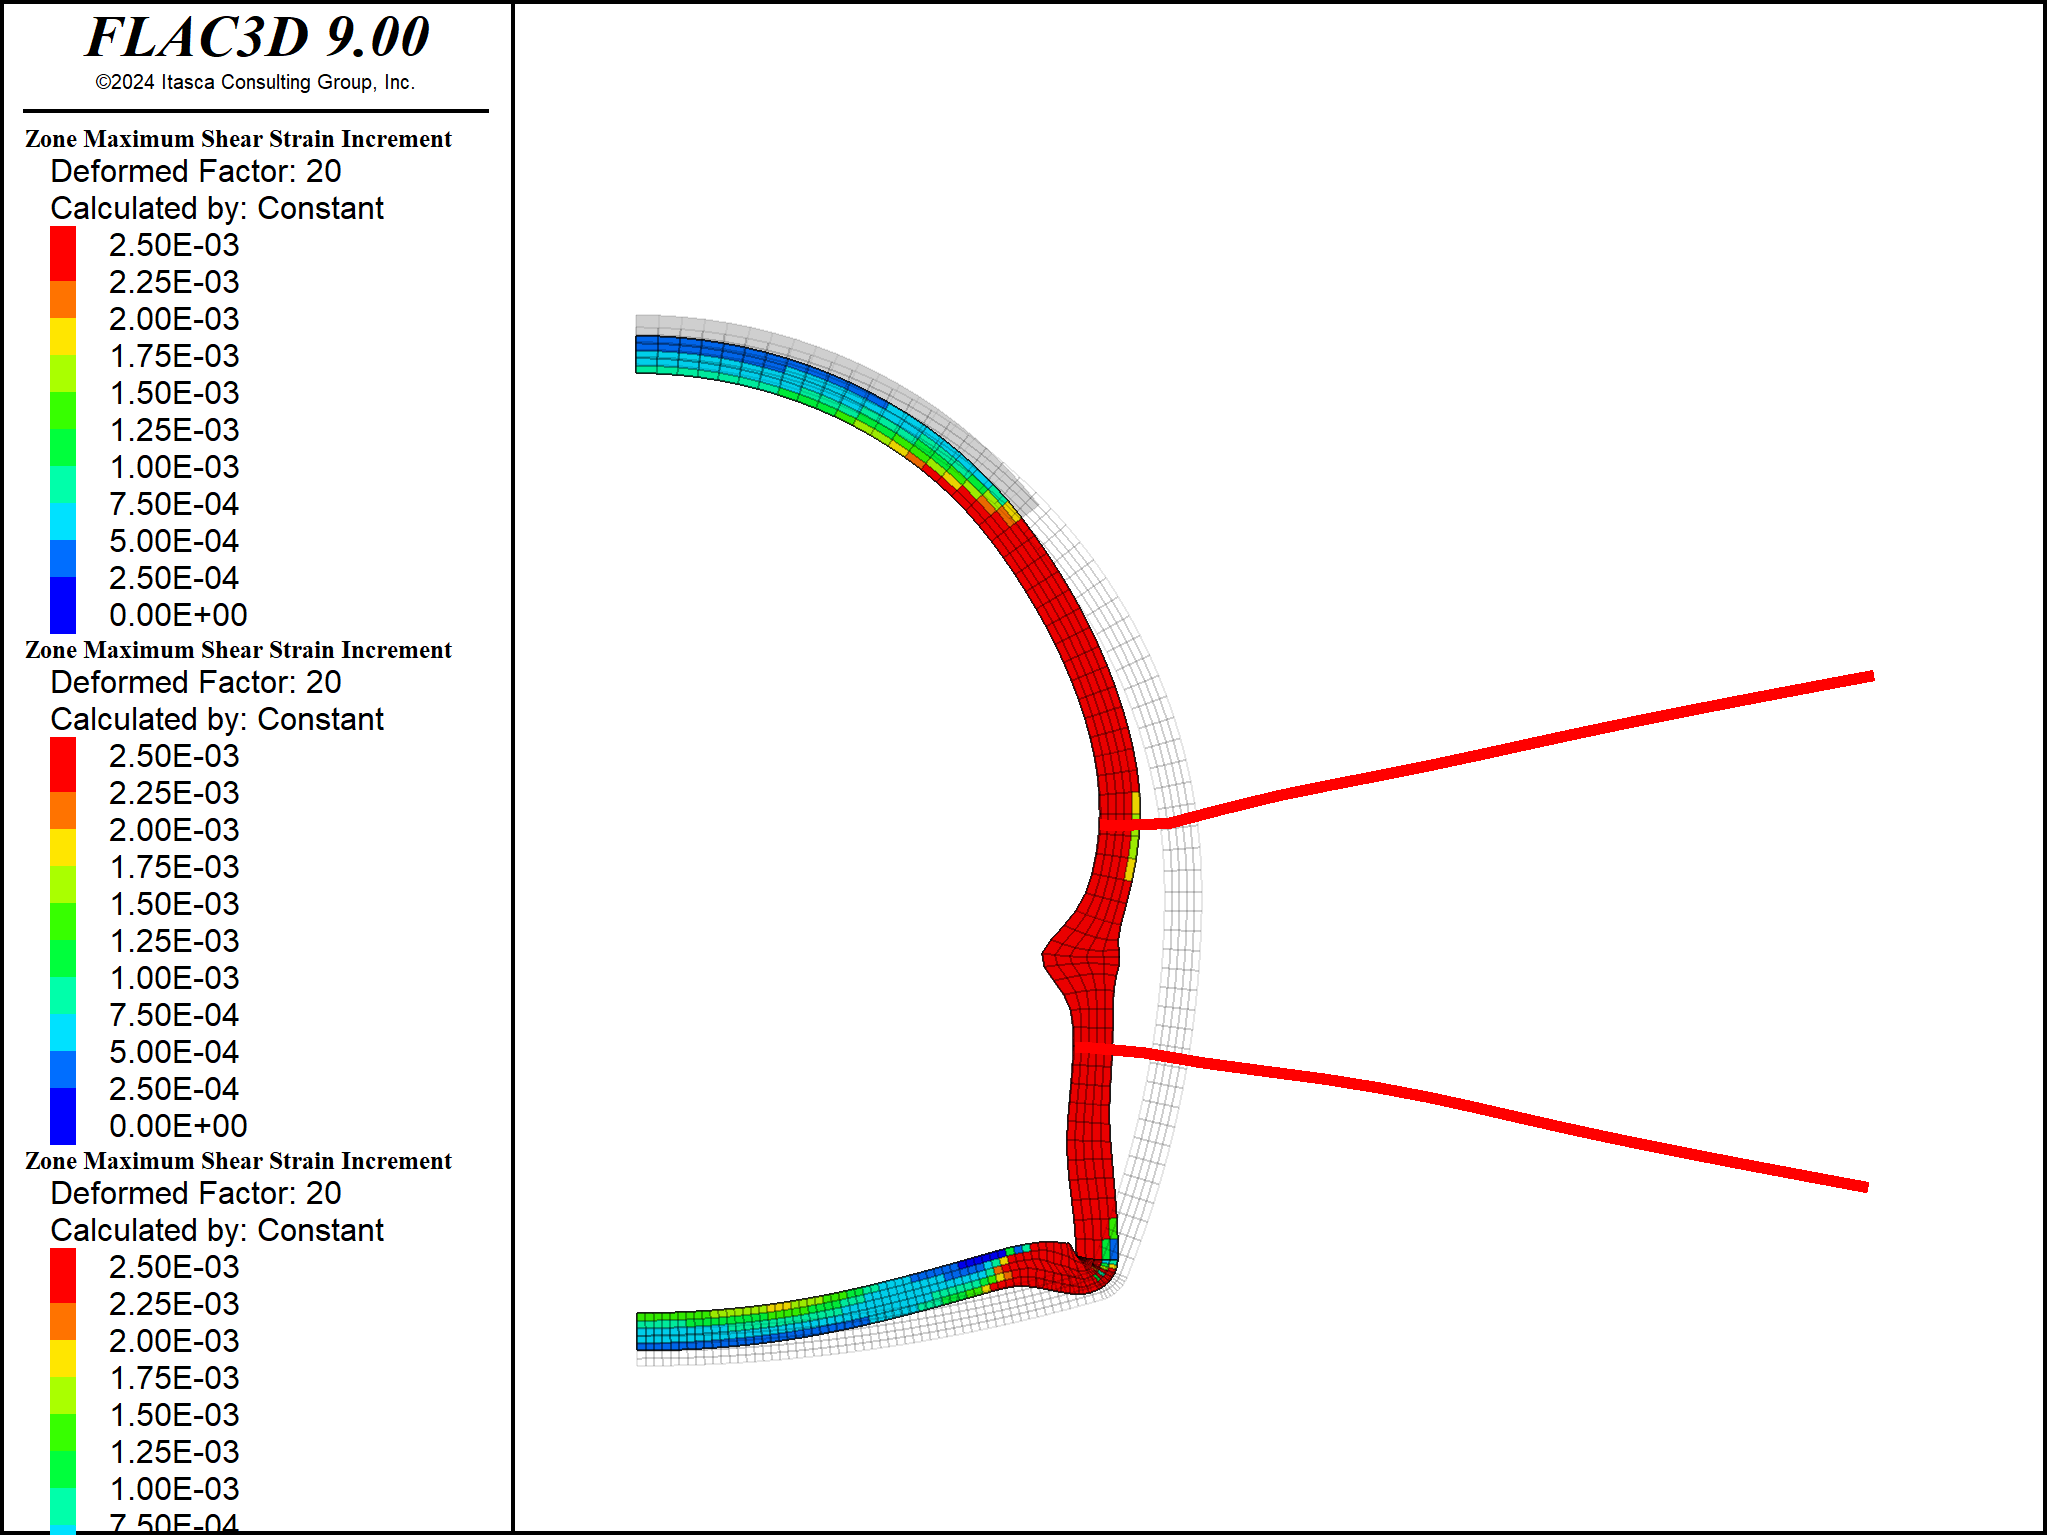 FLAC3D 9.00
©2024 Itasca Consulting Group, Inc.
Zone Maximum Shear Strain Increment
Deformed Factor: 20
Calculated by: Constant
2.50E-03
2.25E-03
2.00E-03
1.75E-03
1.50E-03
1.25E-03
1.00E-03
7.50E-04
5.00E-04
2.50E-04
0.00E+00
Zone Maximum Shear Strain Increment
Deformed Factor: 20
Calculated by: Constant
2.50E-03
2.25E-03
2.00E-03
1.75E-03
1.50E-03
1.25E-03
1.00E-03
7.50E-04
5.00E-04
2.50E-04
0.00E+00
Zone Maximum Shear Strain Increment
Deformed Factor: 20
Calculated by: Constant
2.50E-03
2.25E-03
2.00E-03
1.75E-03
1.50E-03
1.25E-03
1.00E-03
7.50E-04